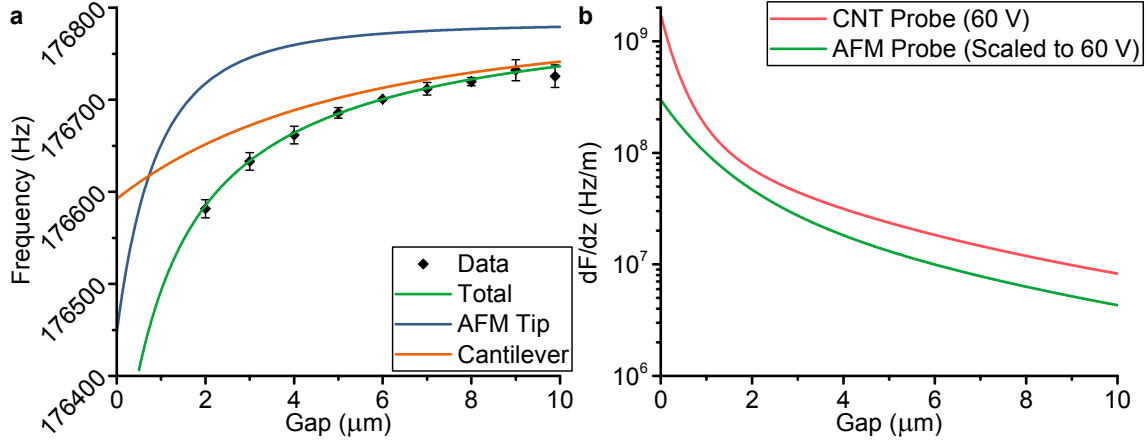 a
176800
176700
176600
176500
176400
Frequency (Hz)
Data
Total
AFM Tip
Cantilever
0 2 4 6 8 10
Gap (μm)
b
CNT Probe (60 V)
AFM Probe (Scaled to 60 V)
10⁹
10⁸
10⁷
10⁶
dF/dz (Hz/m)
0 2 4 6 8 10
Gap (μm)